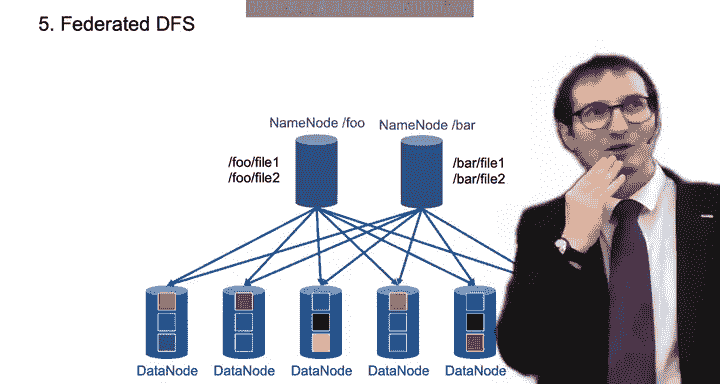 5. Federated DFS
NameNode /foo
NameNode /bar
/foo/file1
/foo/file2
/bar/file1
/bar/file2
DataNode
DataNode
DataNode
DataNode
DataNode